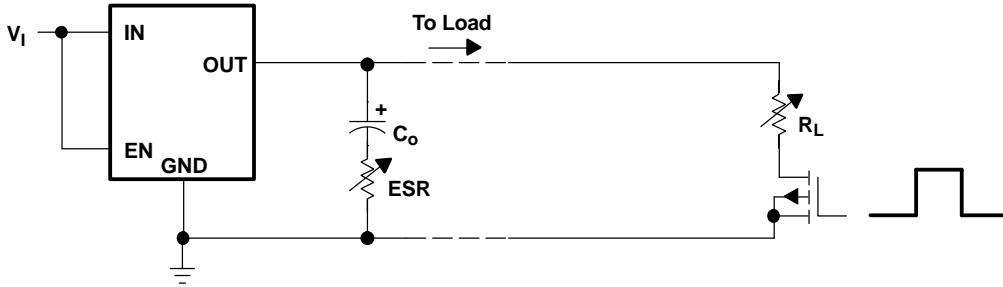 To Load
V_I
IN
OUT
+
C_o
R_L
EN
GND
ESR